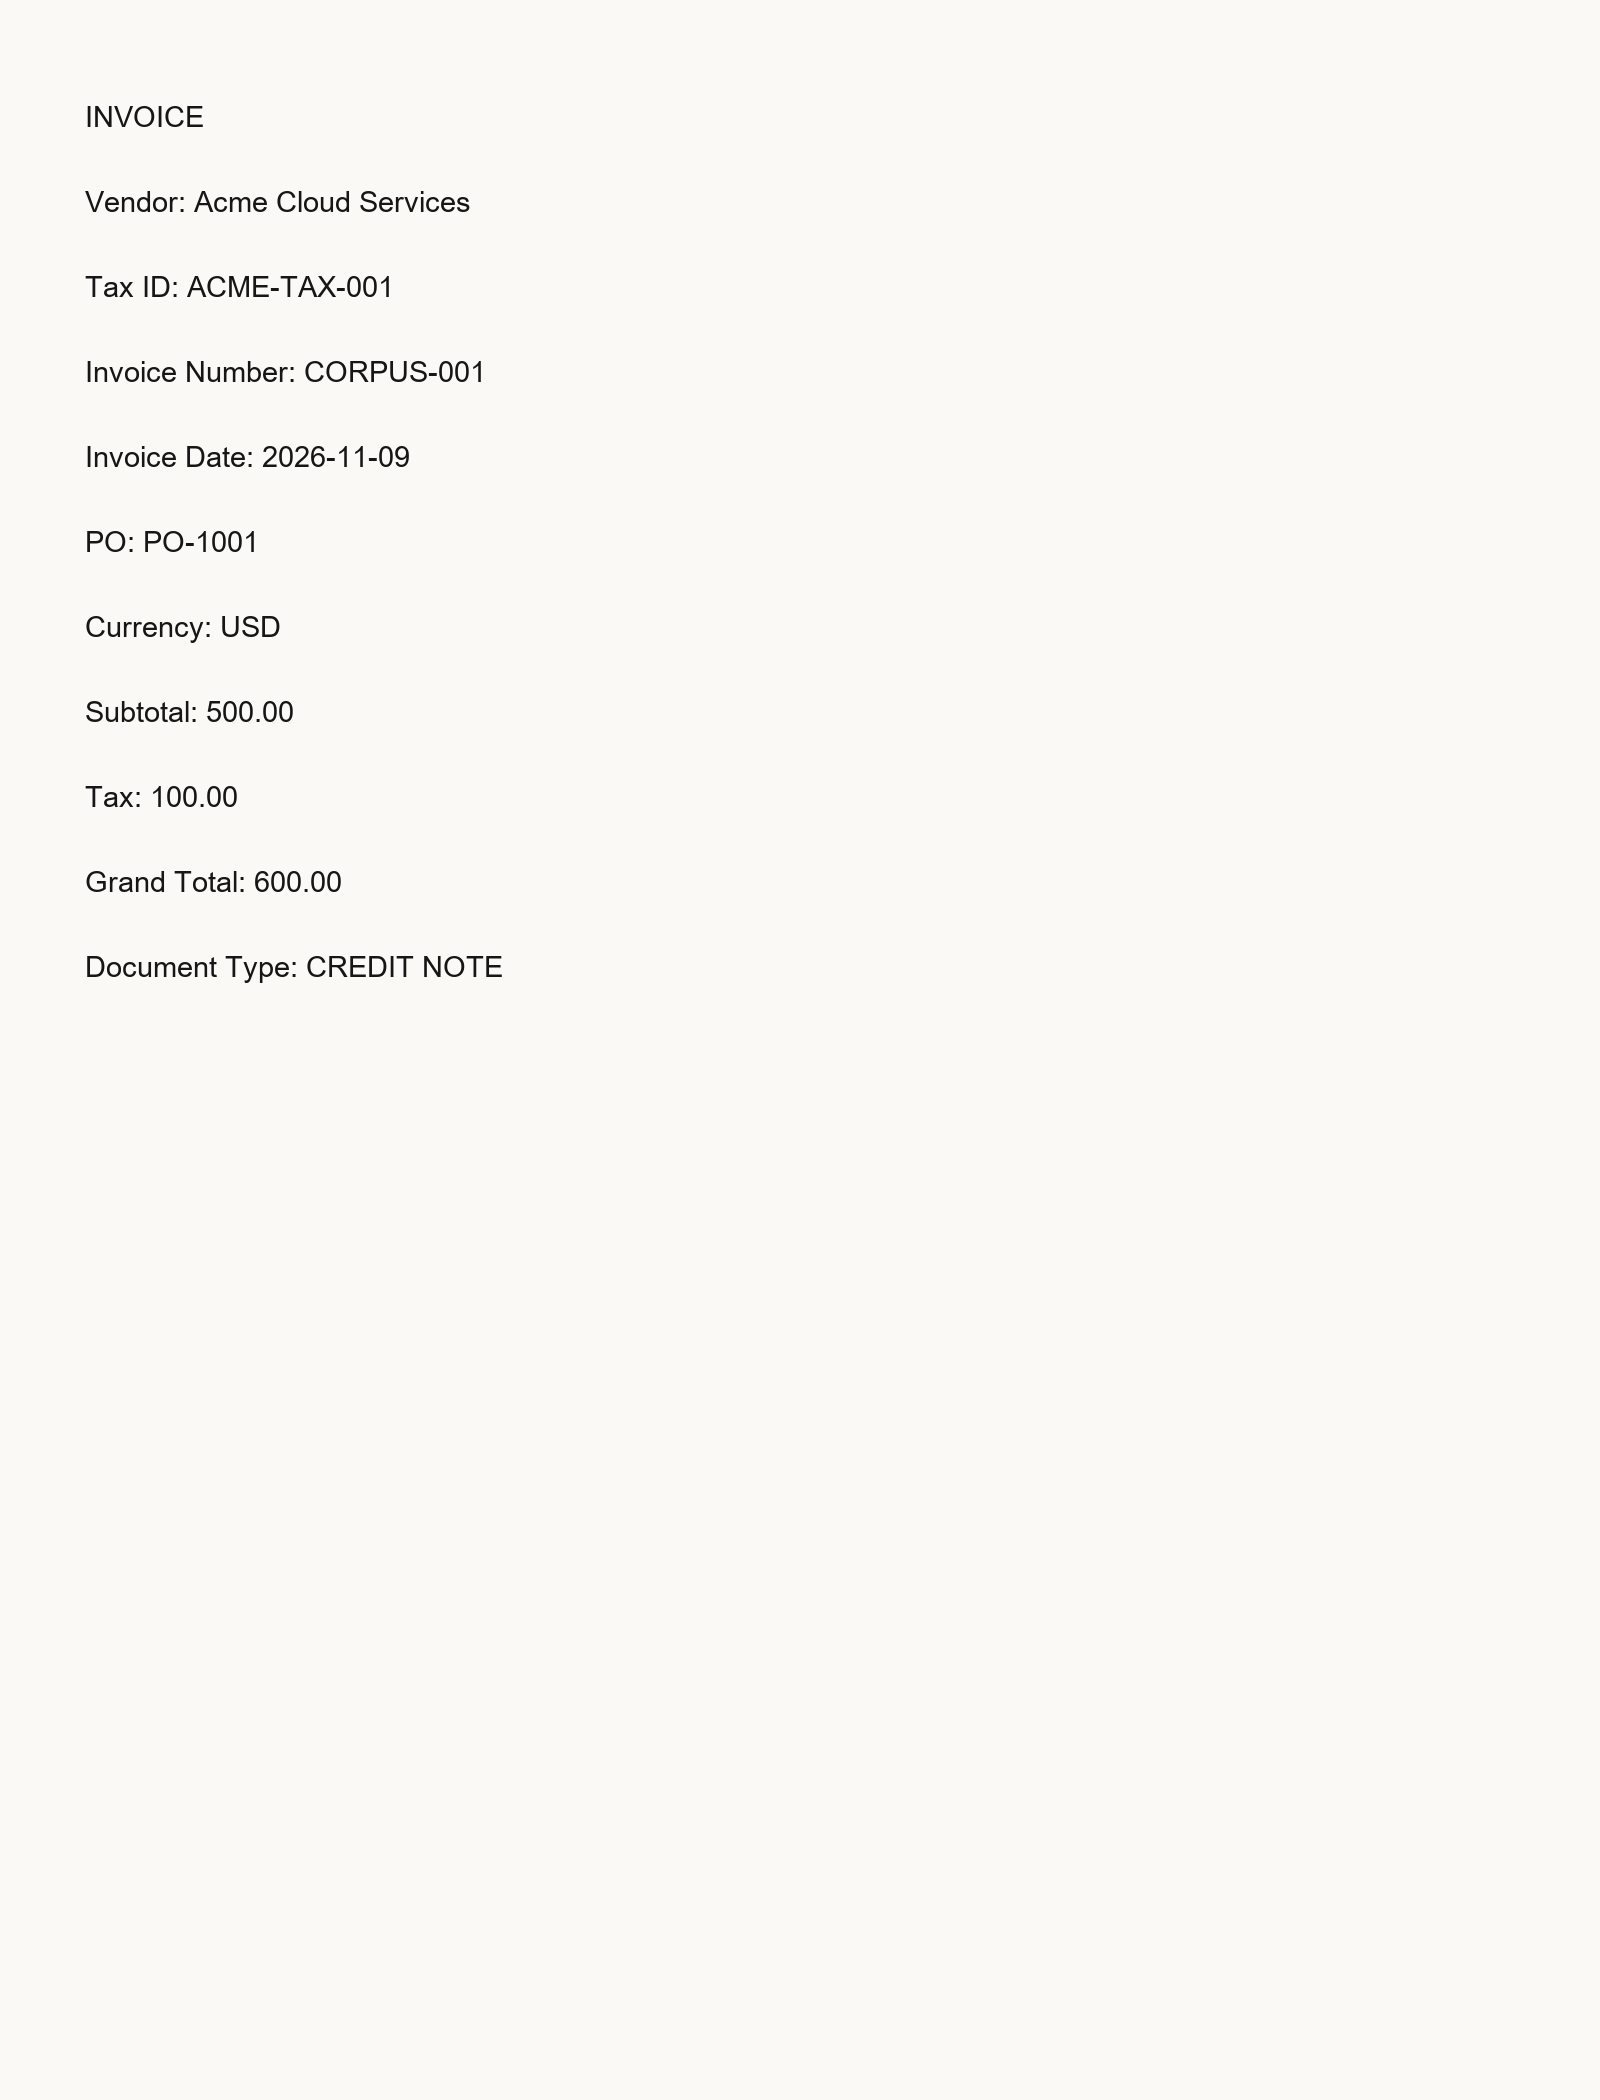 INVOICE
Vendor: Acme Cloud Services
Tax ID: ACME-TAX-001
Invoice Number: CORPUS-001
Invoice Date: 2026-11-09
PO: PO-1001
Currency: USD
Subtotal: 500.00
Tax: 100.00
Grand Total: 600.00
Document Type: CREDIT NOTE